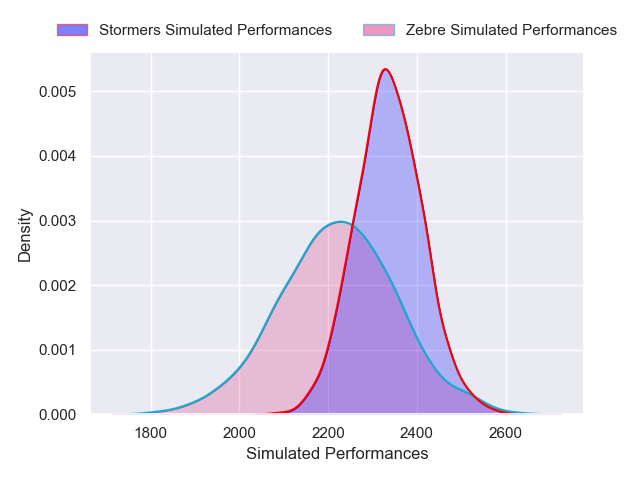 Stormers Simulated Performances Zebre Simulated Performances
0.005
0.004
0.003
0.002
0.001
0.000
Density
1800 2000 2200 2400 2600
Simulated Performances